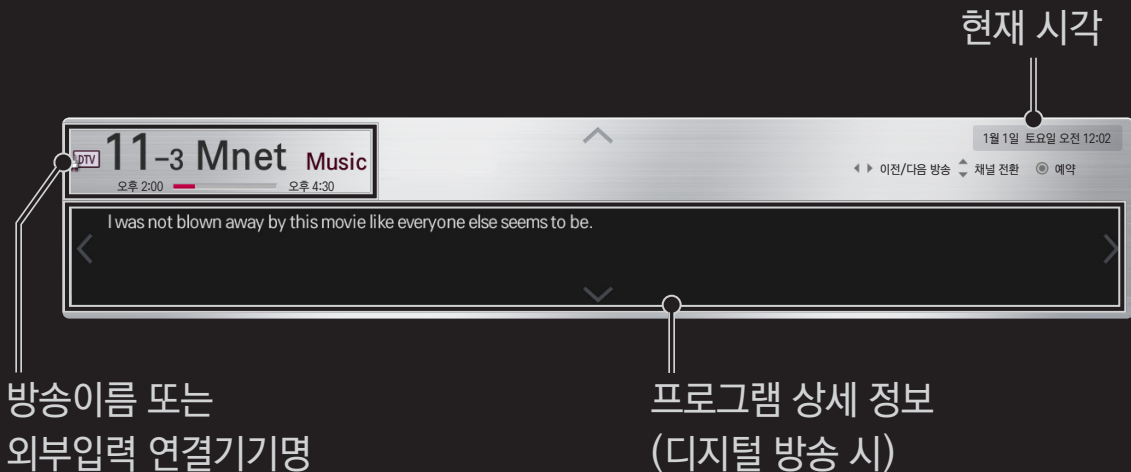 현재 시각
DTV 11-3 Mnet Music
오후 2:00 오후 4:30
1월 1일 토요일 오전 12:02
이전/다음 방송 채널 전환 예약
I was not blown away by this movie like everyone else seems to be.
방송이름 또는
외부입력 연결기기명
프로그램 상세 정보
(디지털 방송 시)